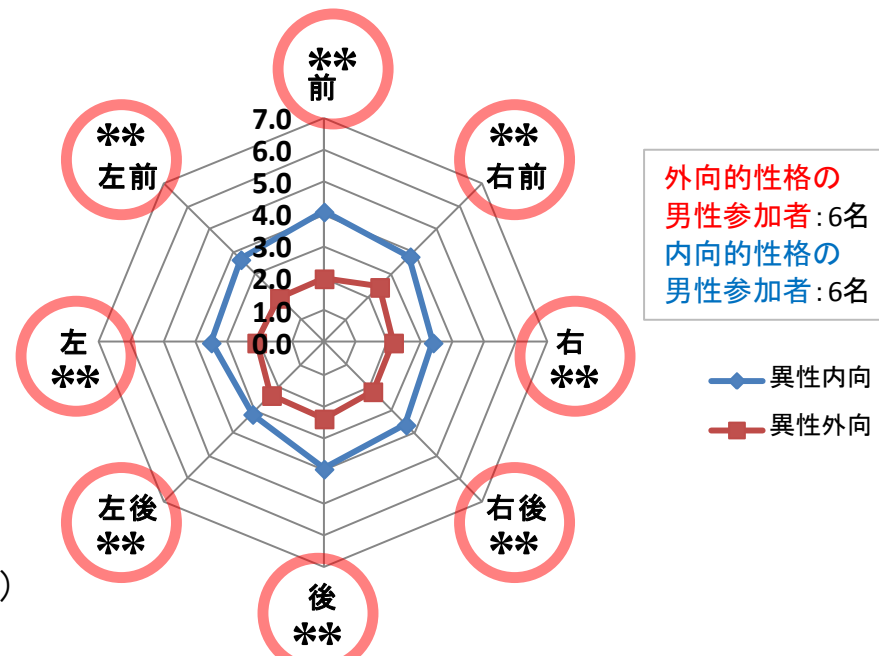 **
前
**
左前
**
右前
7.0
6.0
5.0
4.0
3.0
2.0
1.0
0.0
左
**
右
**
左後
**
右後
**
後
**
)
外向的性格の
男性参加者:6名
内向的性格の
男性参加者:6名
異性内向
異性外向